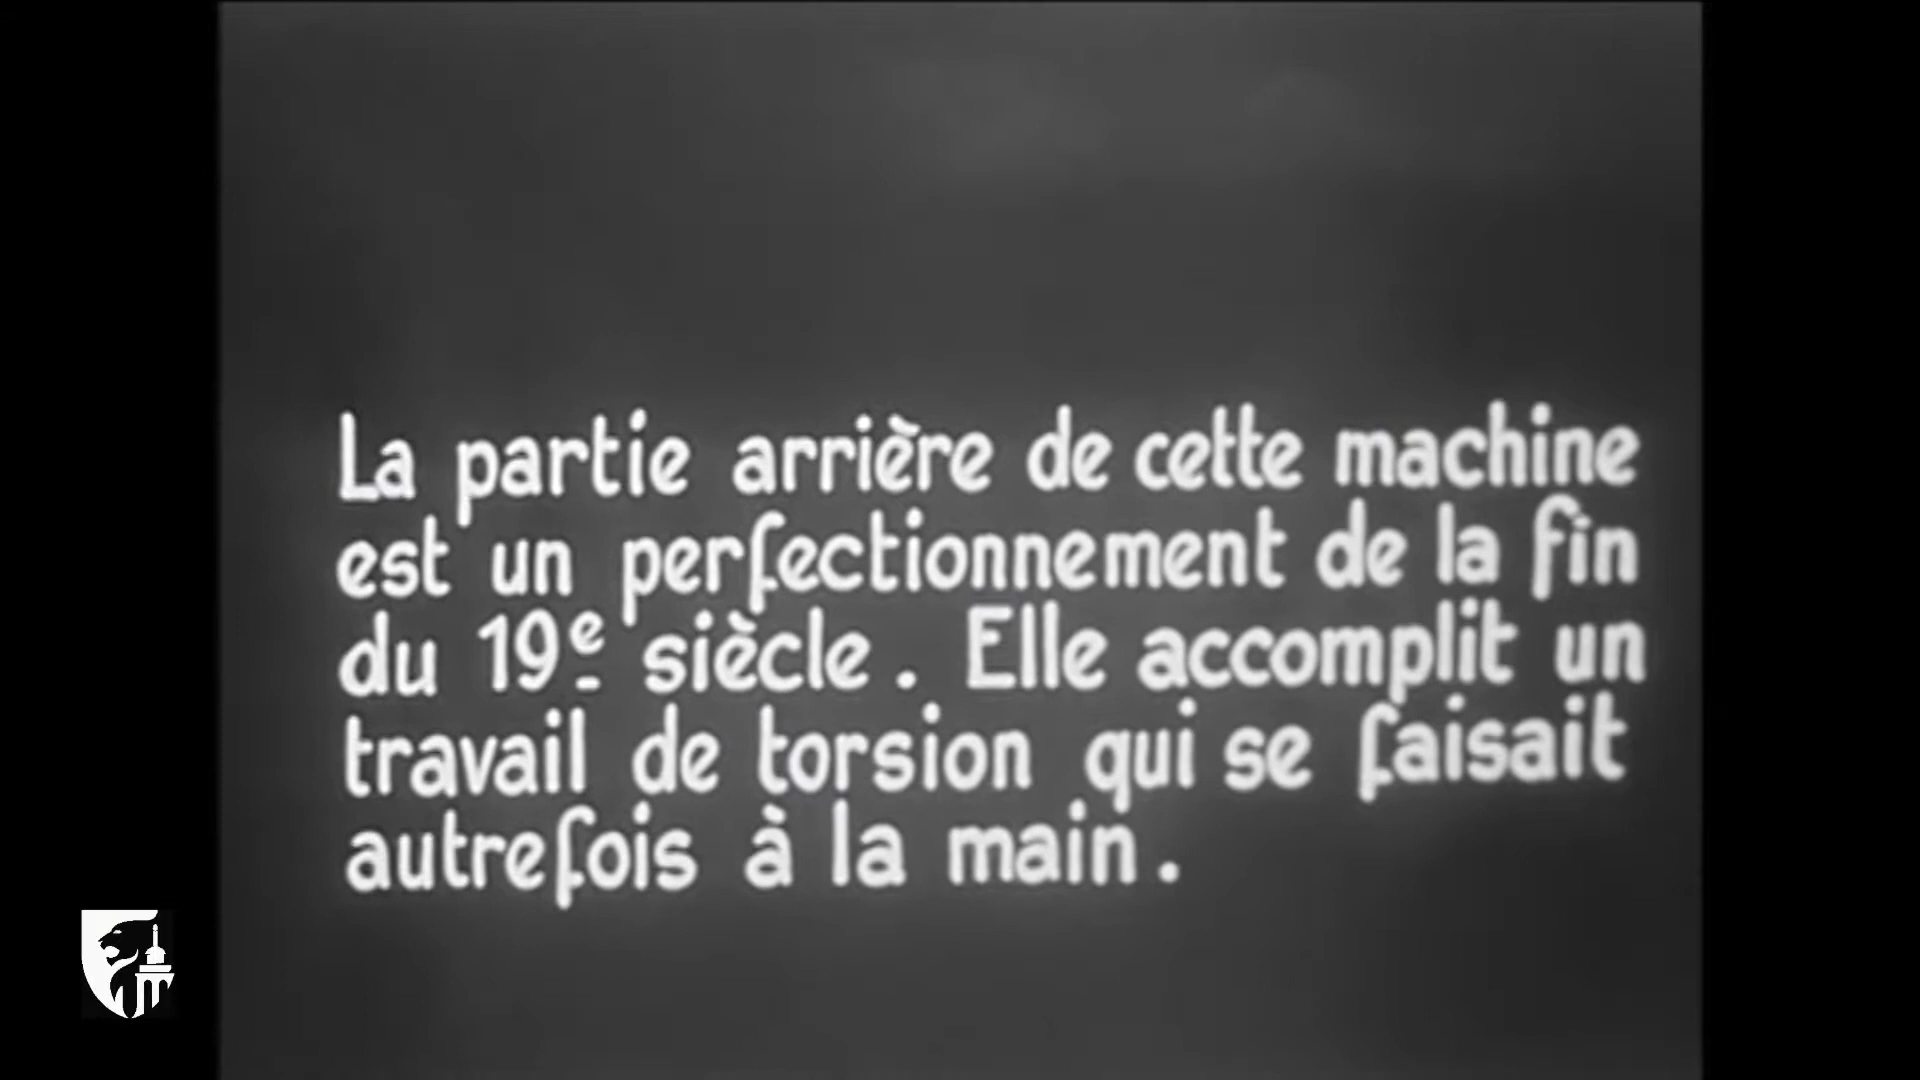 La partie arrière de cette machine
est un perfectionnement de la fin
du 19e siècle. Elle accomplit un
travail de torsion qui se faisait
autrefois à la main.